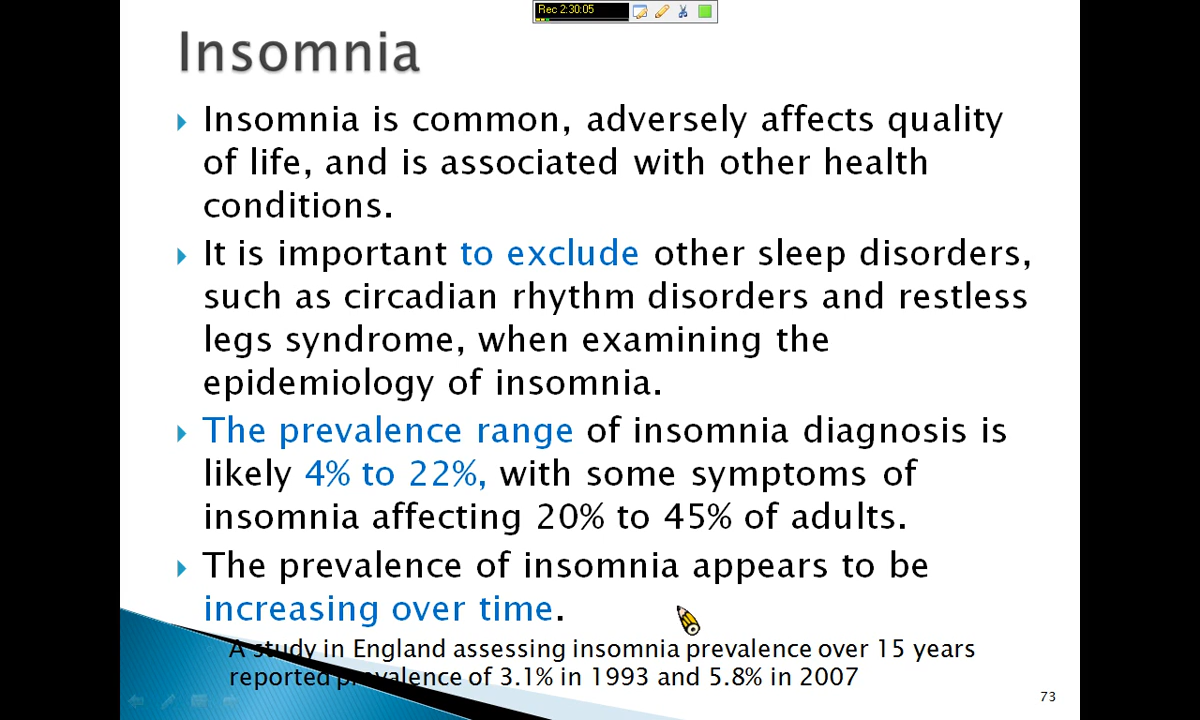 Rec 2:30:05
Insomnia
Insomnia is common, adversely affects quality
of life, and is associated with other health
conditions.
It is important to exclude other sleep disorders,
such as circadian rhythm disorders and restless
legs syndrome, when examining the
epidemiology of insomnia.
The prevalence range of insomnia diagnosis is
likely 4% to 22%, with some symptoms of
insomnia affecting 20% to 45% of adults.
The prevalence of insomnia appears to be
increasing over time.
A study in England assessing insomnia prevalence over 15 years
reported prevalence of 3.1% in 1993 and 5.8% in 2007
73